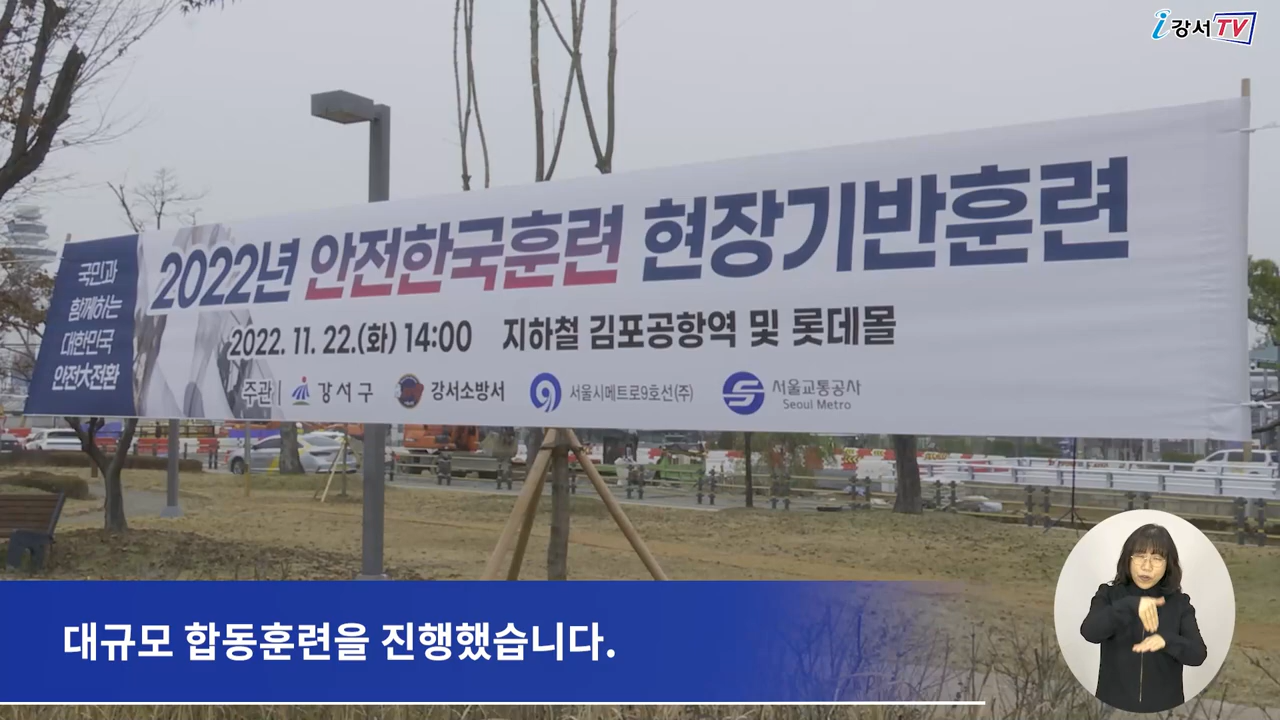 i강서TV
국민과
함께하는
대한민국
안전大전환
2022년 안전한국훈련 현장기반훈련
2022. 11. 22.(화) 14:00 지하철 김포공항역 및 롯데몰
주관 | 강서구 강서소방서 9 서울시메트로9호선(주) 서울교통공사
Seoul Metro
대규모 합동훈련을 진행했습니다.